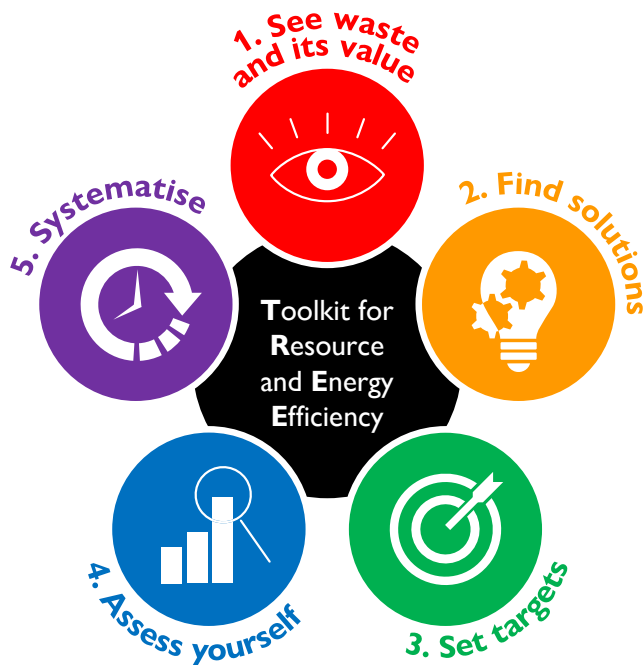 1. See waste
and its value
2. Find solutions
3. Set targets
4. Assess yourself
5. Systematise
Toolkit for
Resource
and Energy
Efficiency